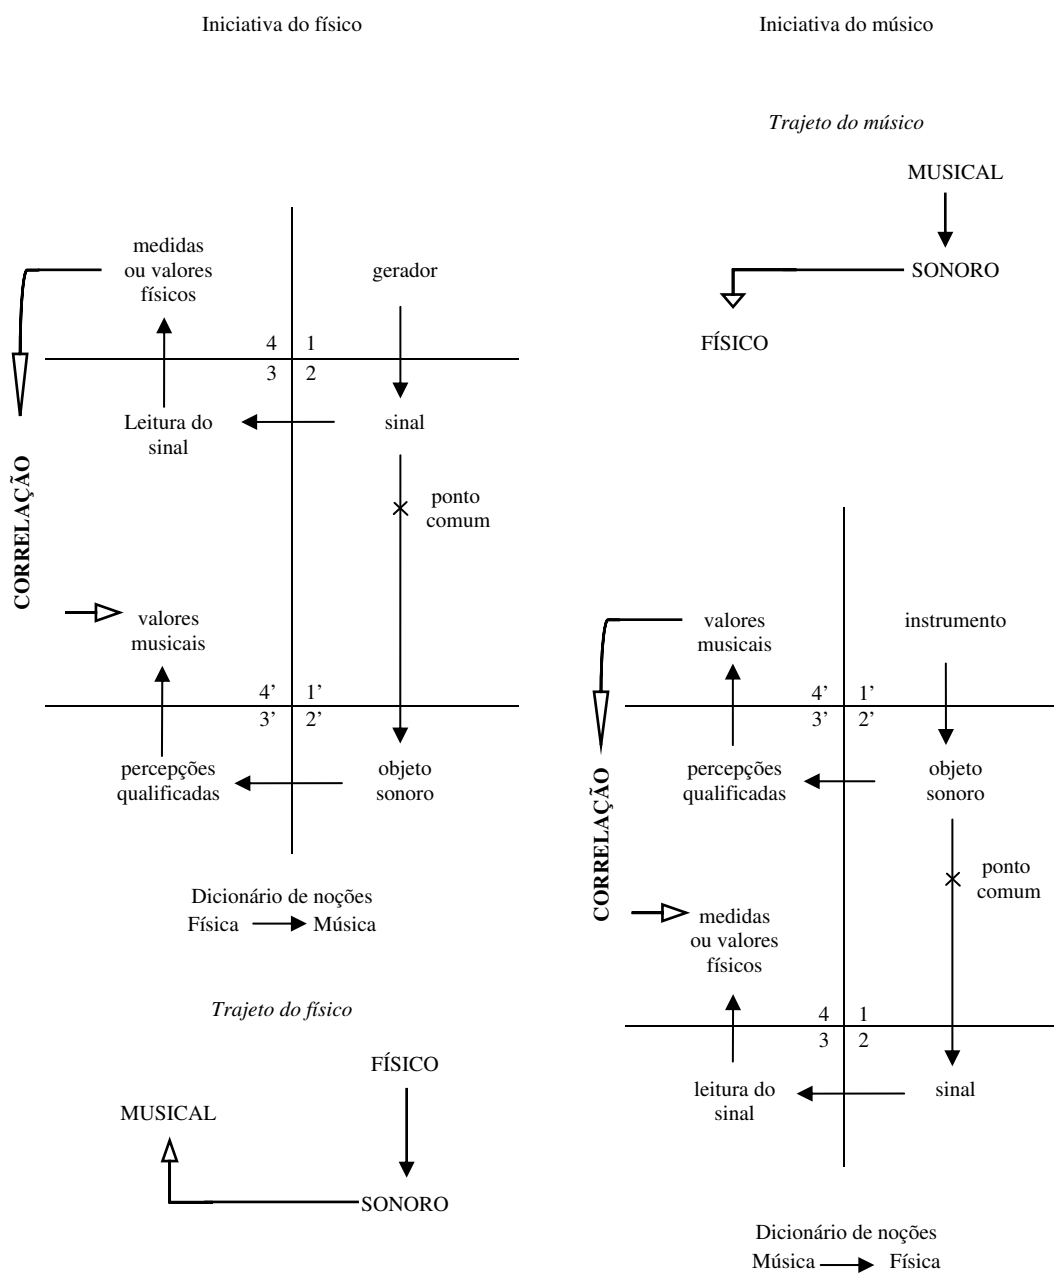 Iniciativa do físico
medidas
ou valores
físicos
gerador
4 1
3 2
Leitura do
sinal
sinal
ponto
comum
CORRELAÇÃO
valores
musicais
4’ 1’
3’ 2’
percepções
qualificadas
objeto
sonoro
Dicionário de noções
Física Música
Trajeto do físico
FÍSICO
MUSICAL
SONORO
Iniciativa do músico
Trajeto do músico
MUSICAL
SONORO
FÍSICO
valores
musicais
instrumento
4’ 1’
3’ 2’
percepções
qualificadas
objeto
sonoro
CORRELAÇÃO
ponto
comum
medidas
ou valores
físicos
4 1
3 2
leitura do
sinal
sinal
Dicionário de noções
Música Física